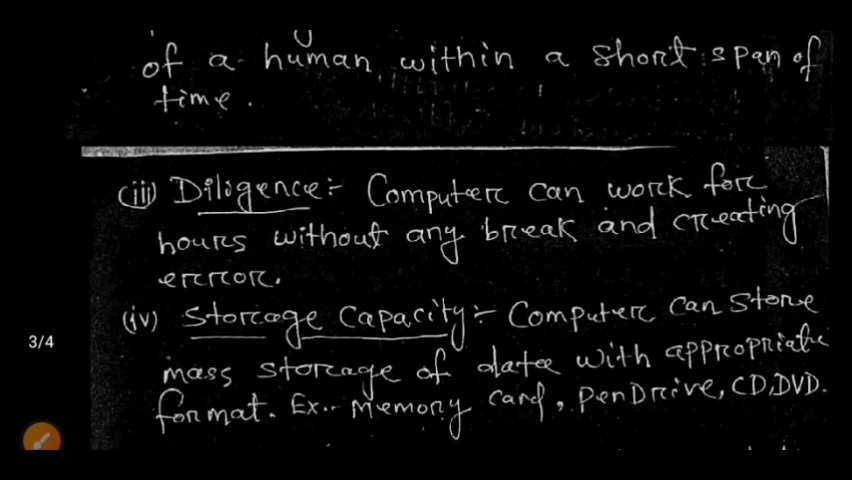 of a human within a short span of
time.
(iii) Diligence:- Computer can work for
hours without any break and creating
error.
(iv) Storage Capacity:- Computer can store
3/4
mass storage of data with appropriate
format. Ex.. Memory Card, PenDrive, CD,DVD.